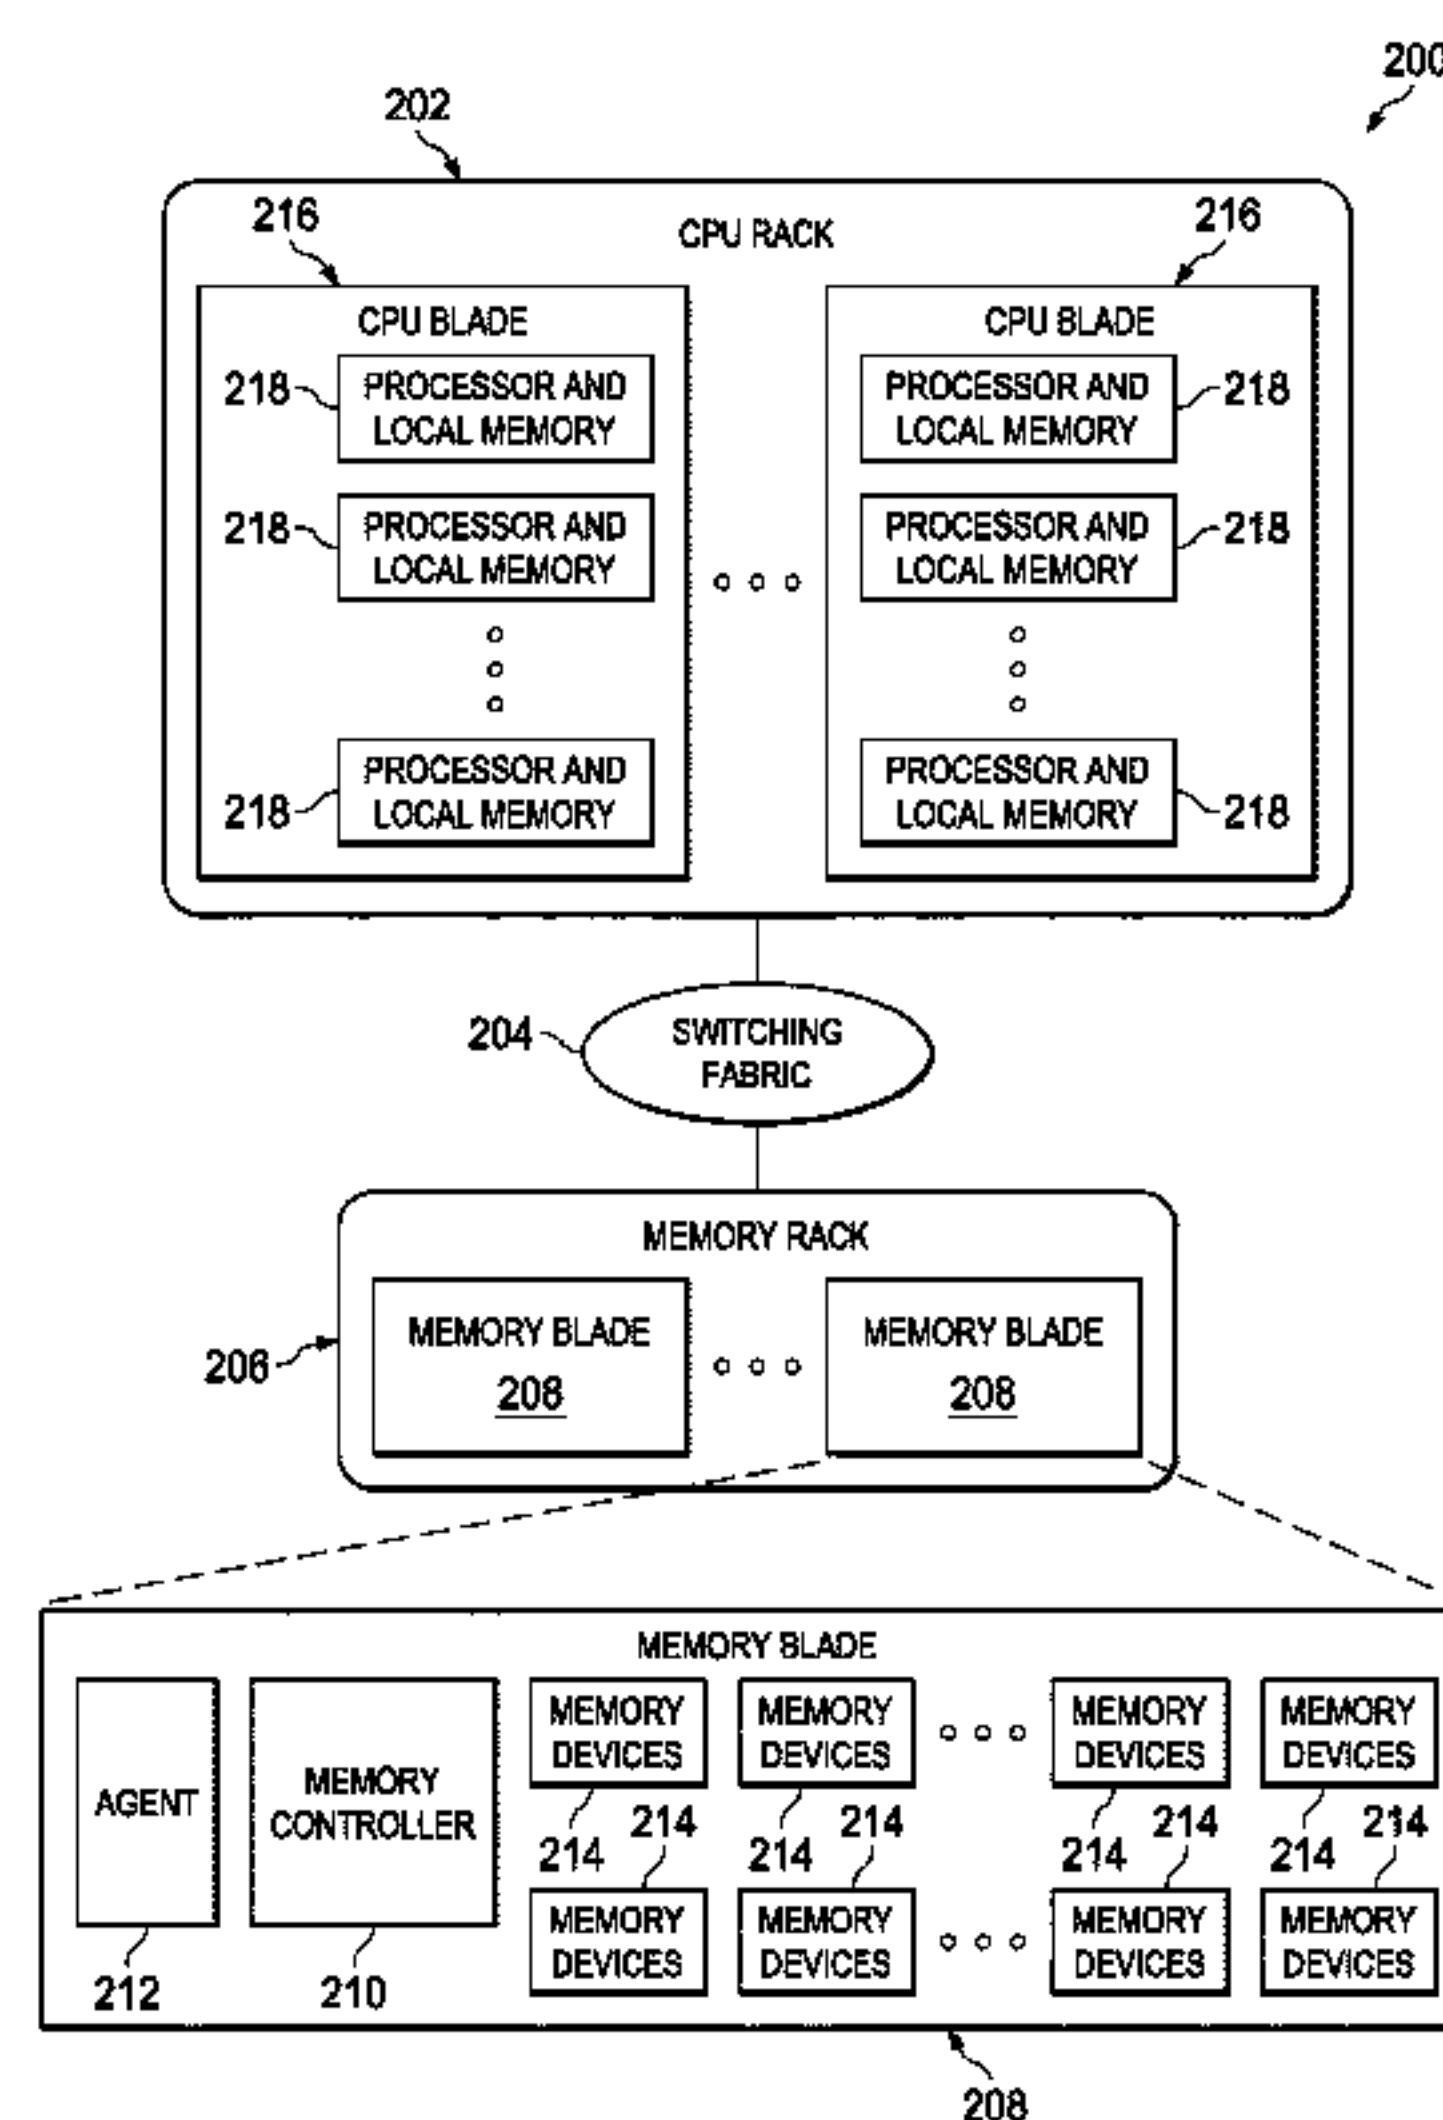 200
202
CPU RACK
216
216
CPU BLADE
CPU BLADE
218
PROCESSOR AND
LOCAL MEMORY
PROCESSOR AND
LOCAL MEMORY
218
218
PROCESSOR AND
LOCAL MEMORY
PROCESSOR AND
LOCAL MEMORY
218
218
PROCESSOR AND
LOCAL MEMORY
PROCESSOR AND
LOCAL MEMORY
218
204
SWITCHING
FABRIC
MEMORY RACK
206
MEMORY BLADE
208
MEMORY BLADE
208
MEMORY BLADE
AGENT
212
MEMORY
CONTROLLER
210
MEMORY
DEVICES
MEMORY
DEVICES
MEMORY
DEVICES
MEMORY
DEVICES
214
214
214
214
214
214
214
214
MEMORY
DEVICES
MEMORY
DEVICES
MEMORY
DEVICES
MEMORY
DEVICES
208